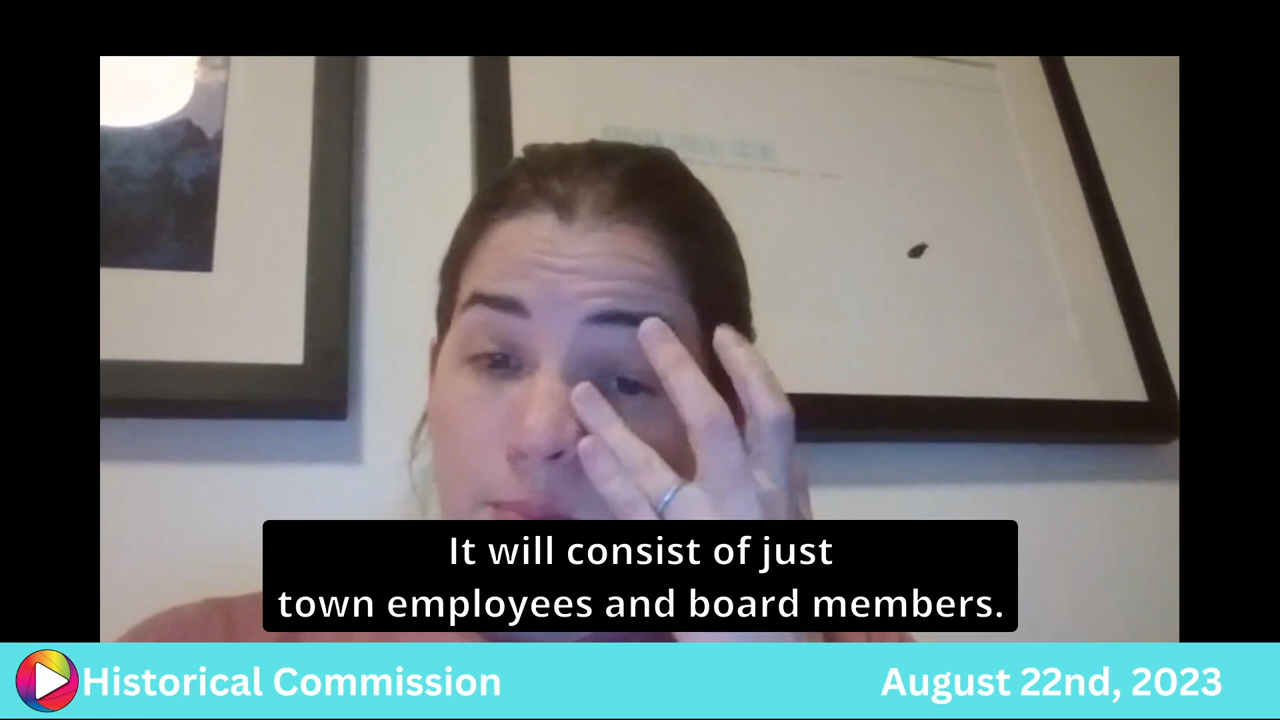 It will consist of just
town employees and board members.
Historical Commission
August 22nd, 2023